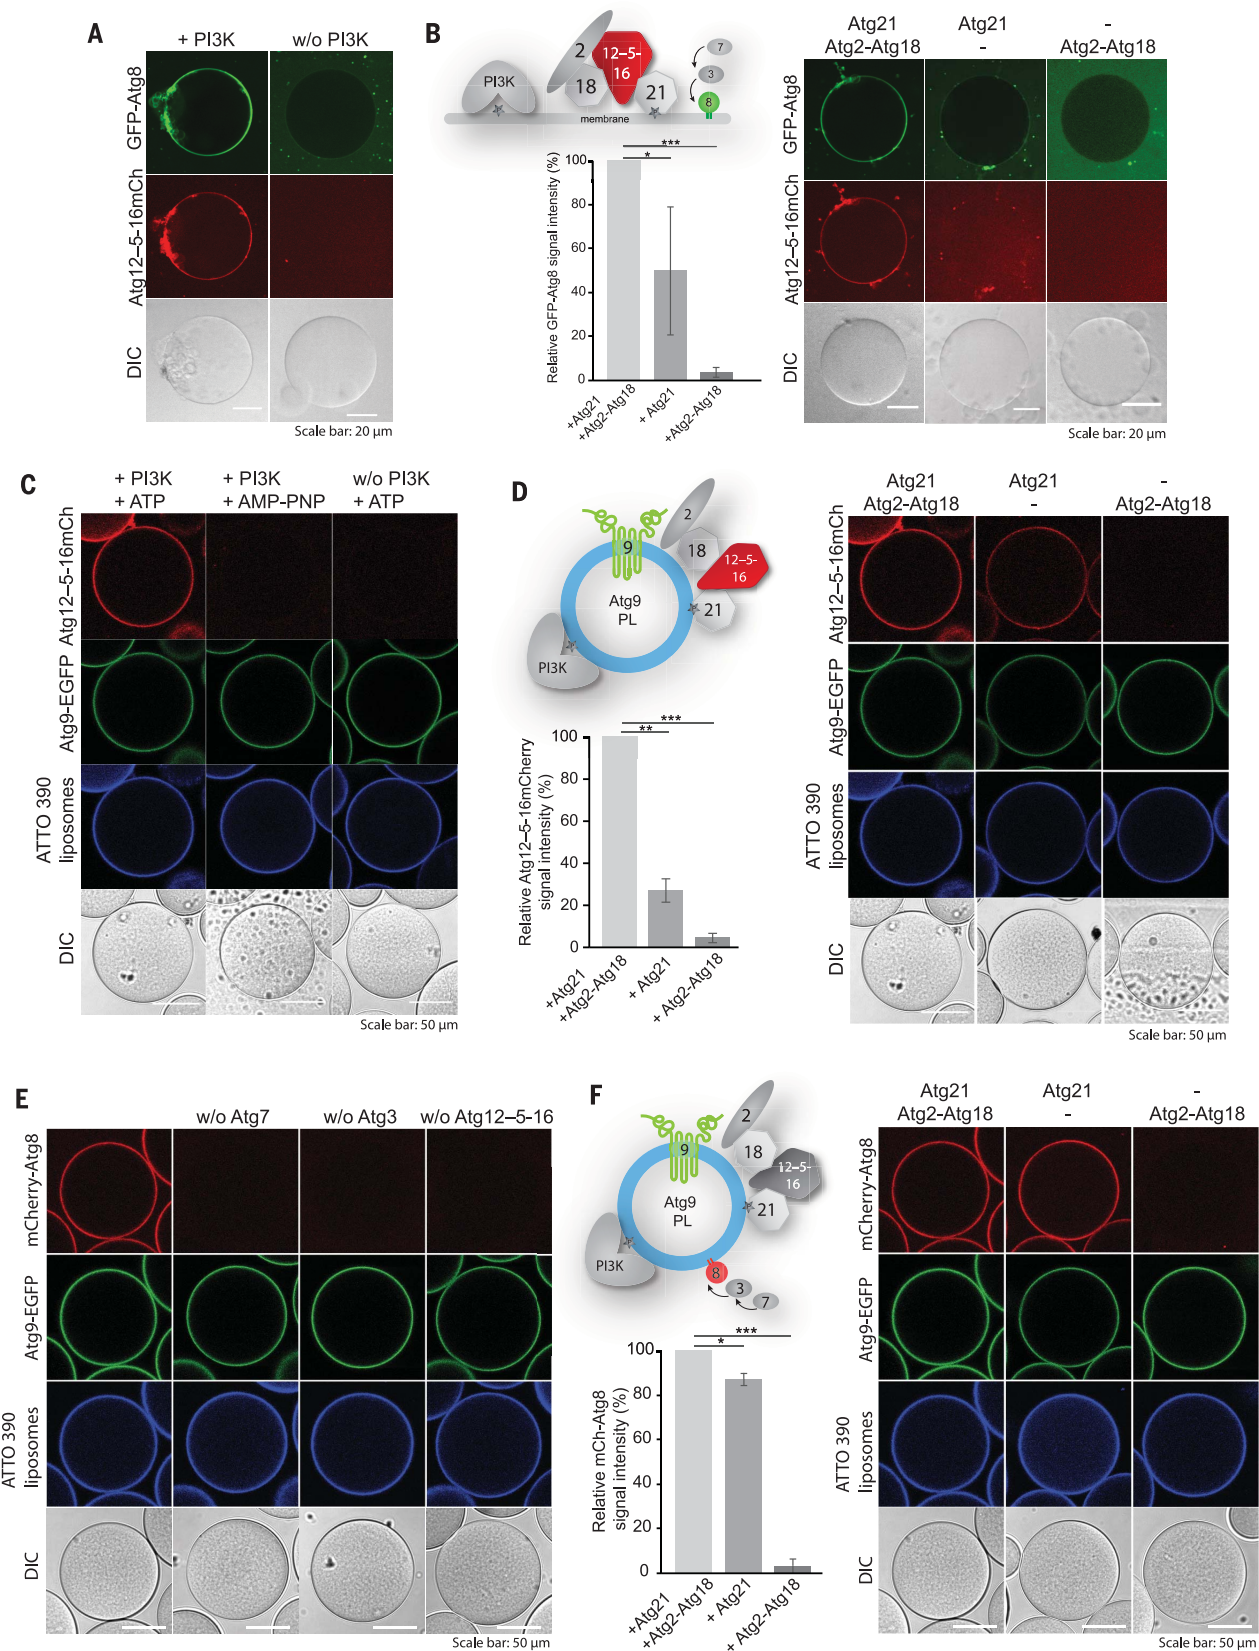 A
+ PI3K
w/o PI3K
GFP-Atg8
Atg12–5-16mCh
DIC
Scale bar: 20 μm
B
PI3K
2
18
12–5-
16
21
7
3
8
membrane
Relative GFP-Atg8 signal intensity (%)
100
80
60
40
20
0
***
*
+Atg21
+Atg2-Atg18
+ Atg21
+Atg2-Atg18
Atg21
Atg2-Atg18
Atg21
-
-
Atg2-Atg18
GFP-Atg8
Atg12–5-16mCh
DIC
Scale bar: 20 μm
C
+ PI3K
+ ATP
+ PI3K
+ AMP-PNP
w/o PI3K
+ ATP
Atg12–5-16mCh
Atg9-EGFP
ATTO 390
liposomes
DIC
Scale bar: 50 μm
D
9
2
18
12–5-
16
21
Atg9
PL
PI3K
Relative Atg12–5-16mCherry
signal intensity (%)
100
80
60
40
20
0
***
**
+Atg21
+Atg2-Atg18
+ Atg21
+ Atg2-Atg18
Atg21
Atg2-Atg18
Atg21
-
-
Atg2-Atg18
Atg12–5-16mCh
Atg9-EGFP
ATTO 390
liposomes
DIC
Scale bar: 50 μm
E
w/o Atg7
w/o Atg3
w/o Atg12–5-16
mCherry-Atg8
Atg9-EGFP
ATTO 390
liposomes
DIC
Scale bar: 50 μm
F
9
2
18
12–5-
16
21
Atg9
PL
PI3K
8
3
7
Relative mCh-Atg8
signal intensity (%)
100
80
60
40
20
0
***
*
+Atg21
+Atg2-Atg18
+ Atg21
+ Atg2-Atg18
Atg21
Atg2-Atg18
Atg21
-
-
Atg2-Atg18
mCherry-Atg8
Atg9-EGFP
ATTO 390
liposomes
DIC
Scale bar: 50 μm